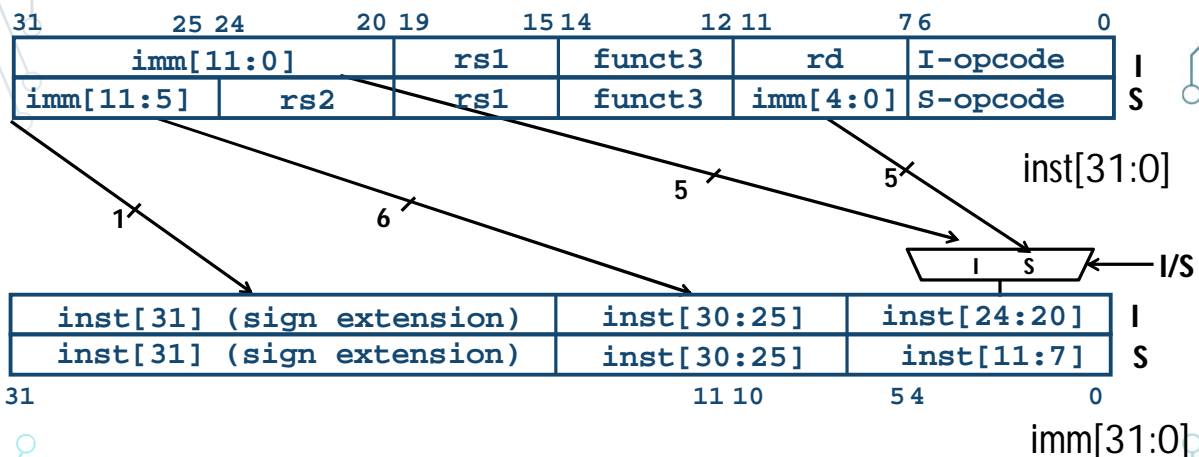 31 25 24 20 19 15 14 12 11 7 6 0
imm[11:0] rs1 funct3 rd I-opcode I
imm[11:5] rs2 rs1 funct3 imm[4:0] S-opcode S
inst[31:0]
1 6 5 5
I S I/S
inst[31] (sign extension) inst[30:25] inst[24:20] I
inst[31] (sign extension) inst[30:25] inst[11:7] S
31 11 10 5 4 0
imm[31:0]